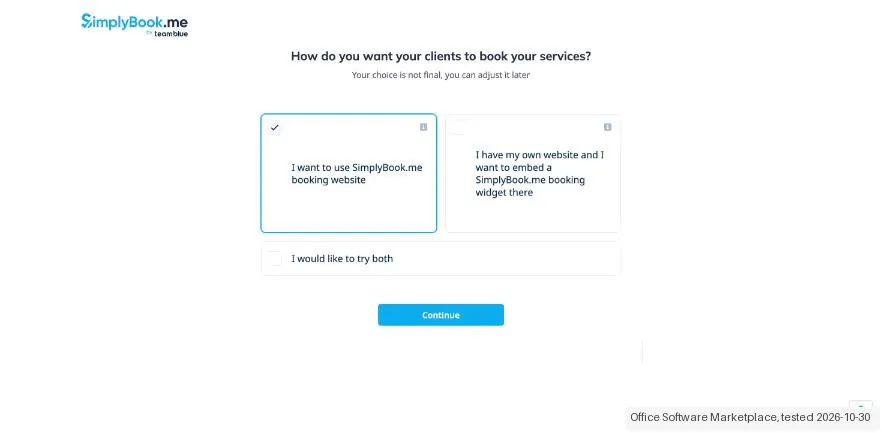 SimplyBook.me
by teamblue
How do you want your clients to book your services?
Your choice is not final, you can adjust it later
I want to use SimplyBook.me
booking website
I have my own website and I
want to embed a
SimplyBook.me booking
widget there
I would like to try both
Continue
Office Software Marketplace, tested 2026-10-30